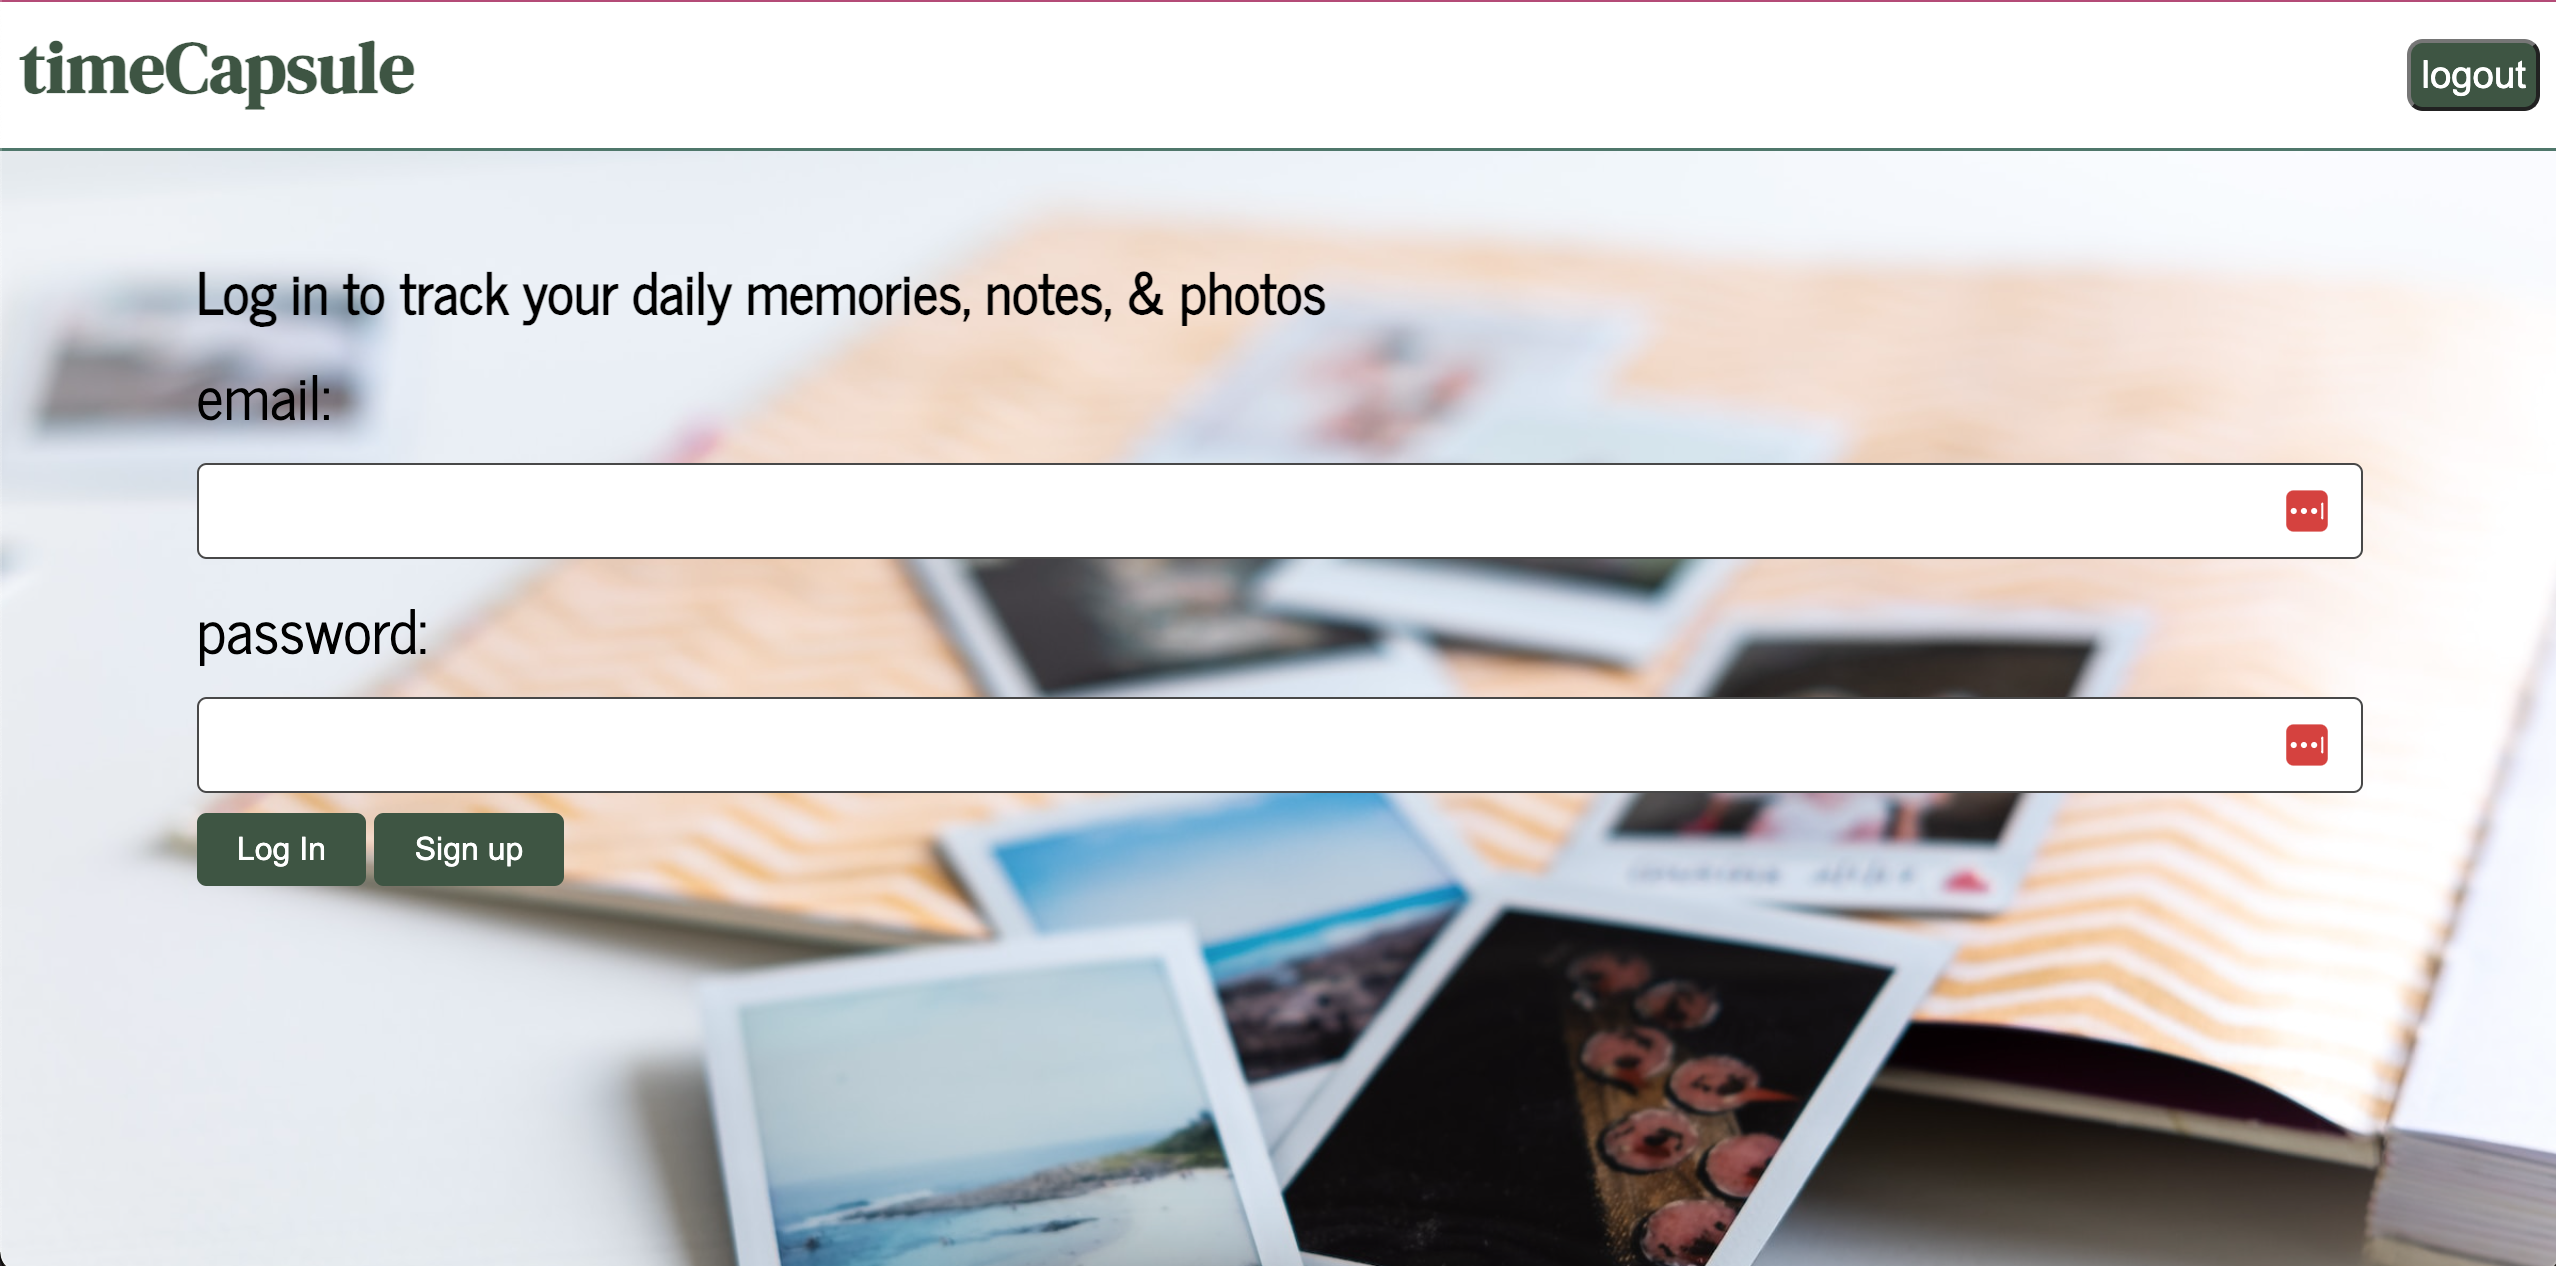 timeCapsule
logout
Log in to track your daily memories, notes, & photos
email:
password:
Log In
Sign up